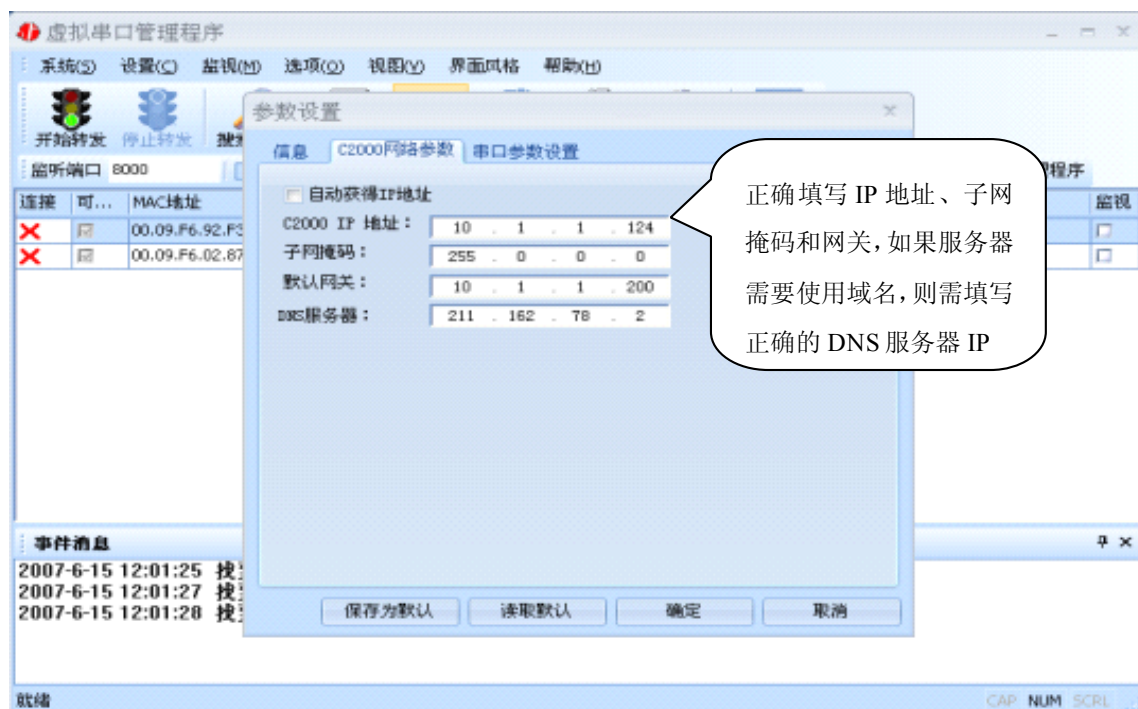 虚拟串口管理程序
系统(S) 设置(C) 监视(M) 选项(O) 视图(V) 界面风格 帮助(H)
开始转发 停止转发
监听端口 8000 程序
连接 可... MAC地址 监视
00.09.F6.92.F3
00.09.F6.02.87
参数设置
信息 C2000网络参数 串口参数设置
自动获得IP地址
C2000 IP 地址： 10 . 1 . 1 . 124
子网掩码： 255 . 0 . 0 . 0
默认网关： 10 . 1 . 1 . 200
DNS服务器： 211 . 162 . 78 . 2
正确填写 IP 地址、子网
掩码和网关，如果服务器
需要使用域名，则需填写
正确的 DNS 服务器 IP
保存为默认 读取默认 确定 取消
事件消息
2007-6-15 12:01:25 找
2007-6-15 12:01:27 找
2007-6-15 12:01:28 找
就绪 CAP NUM SCRL